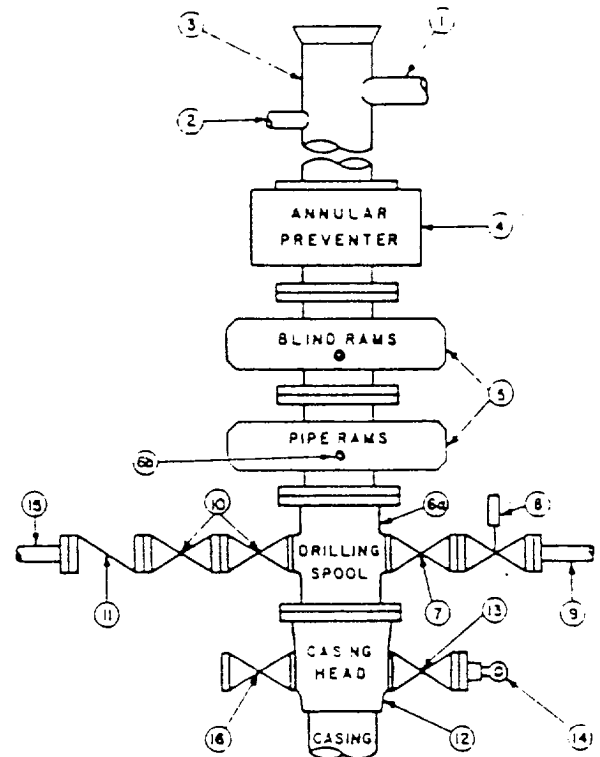 1
3
2
ANNULAR
PREVENTER
4
BLIND RAMS
5
PIPE RAMS
6b
6a
8
15
10
DRILLING
SPOOL
11
7
9
13
CASING
HEAD
16
12
14
CASING